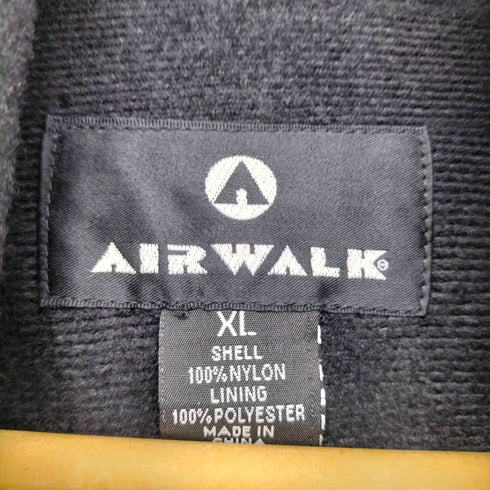 AIRWALK®
XL
SHELL
100% NYLON
LINING
100% POLYESTER
MADE IN
CHINA